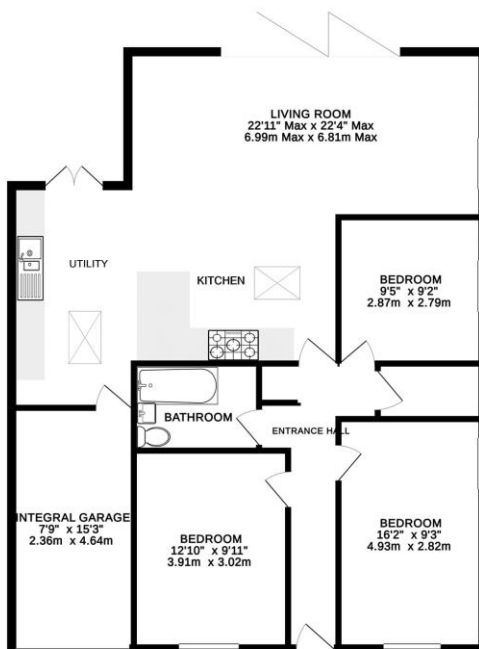 LIVING ROOM
22'11" Max x 22'4" Max
6.99m Max x 6.81m Max
UTILITY
KITCHEN
BEDROOM
9'5" x 9'2"
2.87m x 2.79m
BATHROOM
ENTRANCE HALL
INTEGRAL GARAGE
7'9" x 15'3"
2.36m x 4.64m
BEDROOM
12'10" x 9'11"
3.91m x 3.02m
BEDROOM
16'2" x 9'3"
4.93m x 2.82m